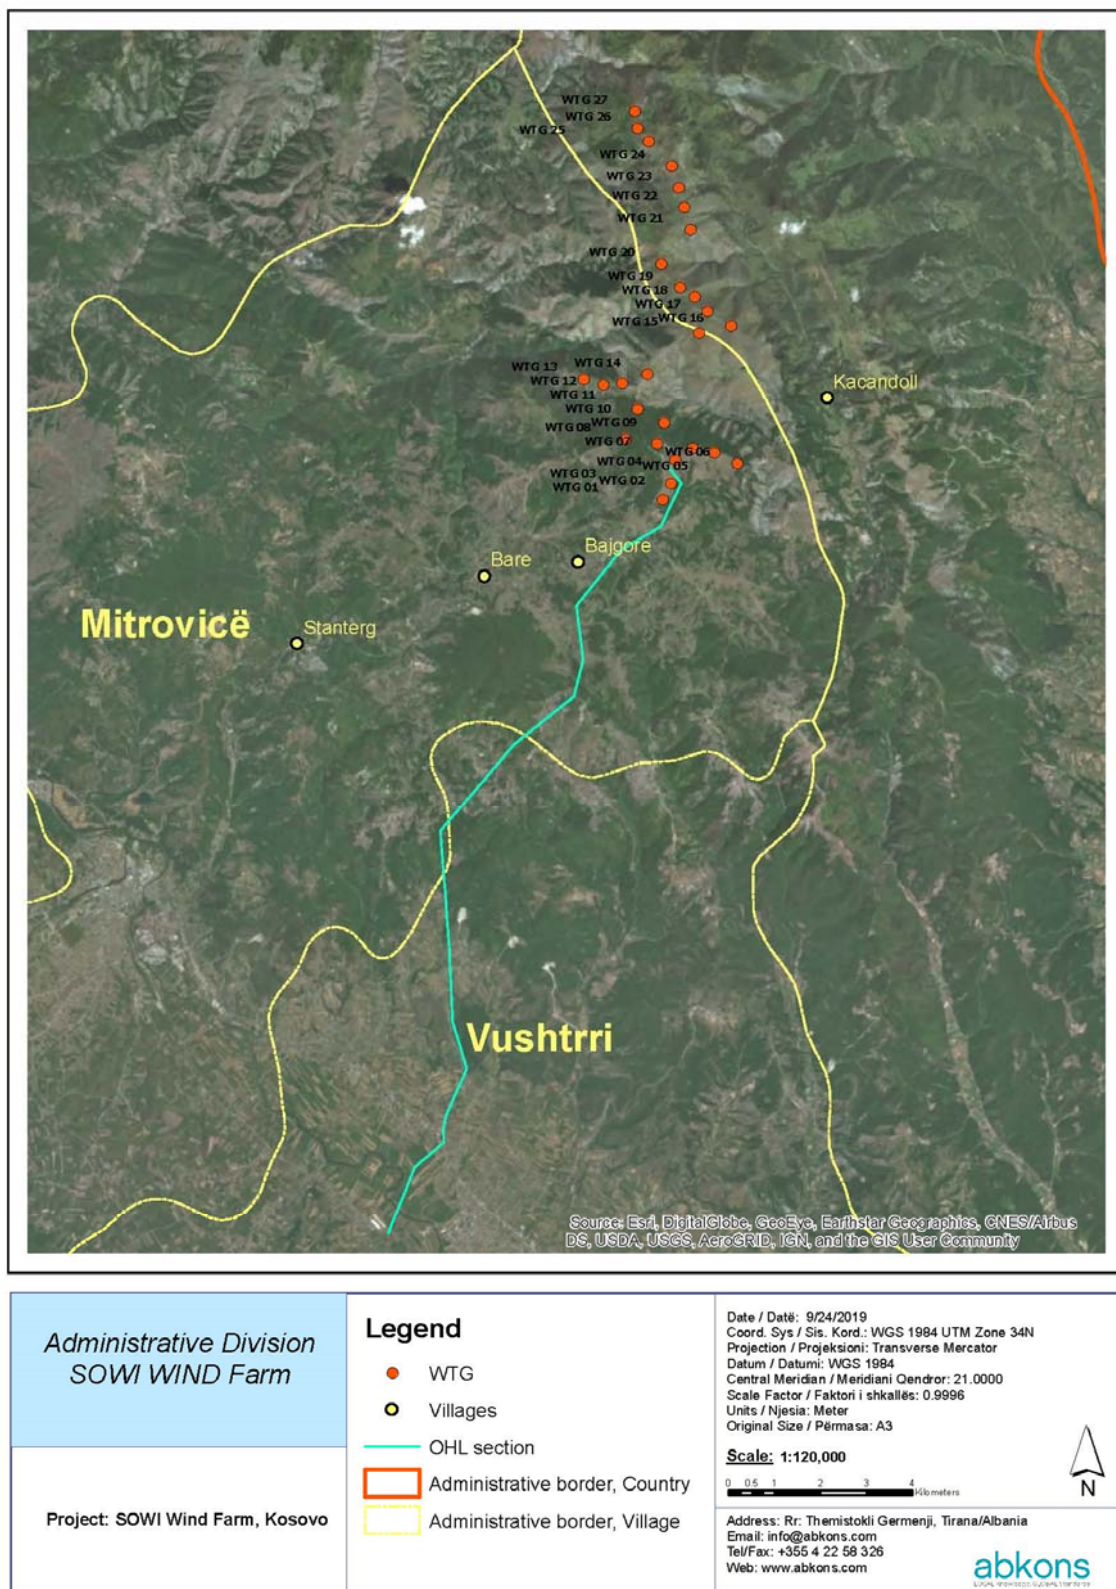 WTG 27
WTG 26
WTG 25
WTG 24
WTG 23
WTG 22
WTG 21
WTG 20
WTG 19
WTG 18
WTG 17
WTG 15 WTG 16
WTG 13 WTG 14
WTG 12
WTG 11
WTG 10
WTG 09
WTG 08
WTG 07
WTG 06
WTG 04 WTG 05
WTG 03
WTG 02
WTG 01
Kacandoll
Bajgore
Bare
Mitrovicë
Stanterg
Vushtrri
Source: Esri, DigitalGlobe, GeoEye, Earthstar Geographics, CNES/Airbus
DS, USDA, USGS, AeroGRID, IGN, and the GIS User Community
Administrative Division
SOWI WIND Farm
Project: SOWI Wind Farm, Kosovo
Legend
WTG
Villages
OHL section
Administrative border, Country
Administrative border, Village
Date / Datë: 9/24/2019
Coord. Sys / Sis. Kord.: WGS 1984 UTM Zone 34N
Projection / Projeksioni: Transverse Mercator
Datum / Datumi: WGS 1984
Central Meridian / Meridiani Qendror: 21.0000
Scale Factor / Faktori i shkallës: 0.9996
Units / Njesia: Meter
Original Size / Përmasa: A3
Scale: 1:120,000
0 0.5 1 2 3 4
Kilometers
N
Address: Rr: Themistokli Germenji, Tirana/Albania
Email: info@abkons.com
Tel/Fax: +355 4 22 58 326
Web: www.abkons.com
abkons